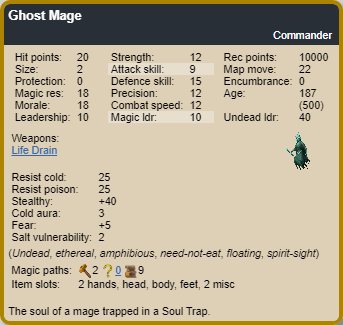 Ghost Mage
Commander
Hit points: 20 Strength: 12 Rec points: 10000
Size: 2 Attack skill: 9 Map move: 22
Protection: 0 Defence skill: 15 Encumbrance: 0
Magic res: 18 Precision: 12 Age: 187
Morale: 18 Combat speed: 12 (500)
Leadership: 10 Magic ldr: 10 Undead ldr: 40
Weapons:
Life Drain
Resist cold: 25
Resist poison: 25
Stealthy: +40
Cold aura: 3
Fear: +5
Salt vulnerability: 2
(Undead, ethereal, amphibious, need-not-eat, floating, spirit-sight)
Magic paths: 2 ? 0 9
Item slots: 2 hands, head, body, feet, 2 misc
The soul of a mage trapped in a Soul Trap.